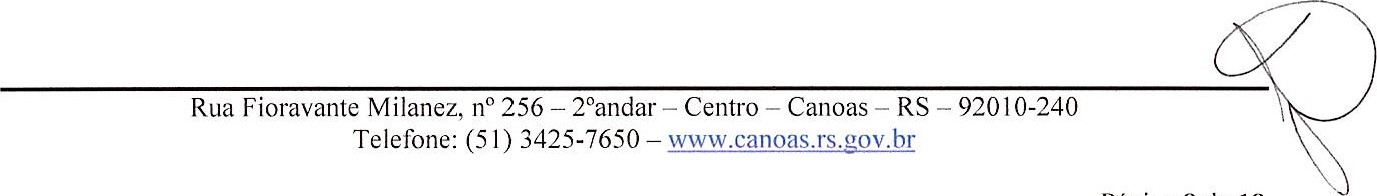 Rua Fioravante Milanez, nº 256 – 2ºandar – Centro – Canoas – RS – 92010-240
Telefone: (51) 3425-7650 – www.canoas.rs.gov.br